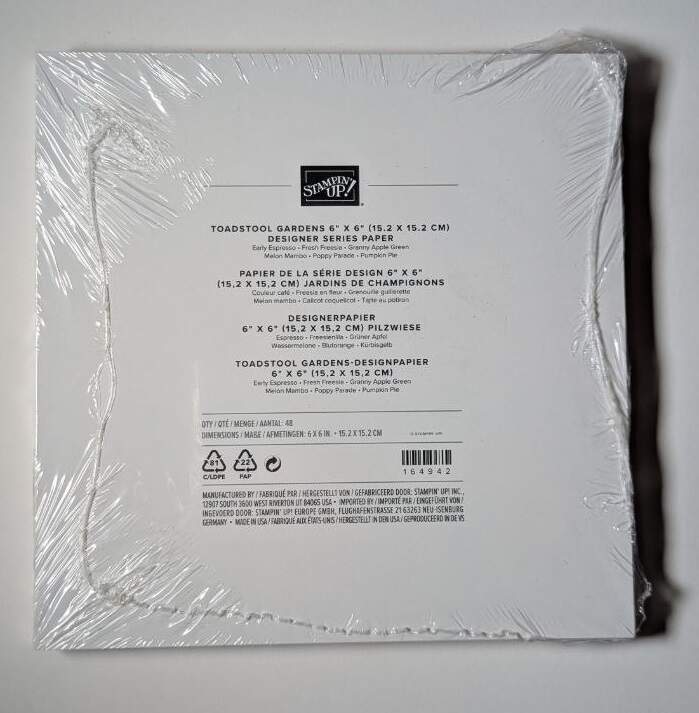 STAMPIN' UP!
TOADSTOOL GARDENS 6" X 6" (15.2 X 15.2 CM)
DESIGNER SERIES PAPER
Early Espresso • Fresh Freesia • Granny Apple Green
Melon Mambo • Poppy Parade • Pumpkin Pie
PAPIER DE LA SÉRIE DESIGN 6" X 6"
(15,2 X 15,2 CM) JARDINS DE CHAMPIGNONS
Couleur café • Freesia en fleur • Grenouille guillerette
Melon mambo • Calicot coquelicot • Tarte au potiron
DESIGNERPAPIER
6" X 6" (15,2 X 15,2 CM) PILZWIESE
Espresso • Freesienlila • Grüner Apfel
Wassermelone • Blutorange • Kürbisgelb
TOADSTOOL GARDENS-DESIGNPAPIER
6" X 6" (15,2 X 15,2 CM)
Early Espresso • Fresh Freesia • Granny Apple Green
Melon Mambo • Poppy Parade • Pumpkin Pie
QTY / QTÉ / MENGE / AANTAL: 48
DIMENSIONS / MAßE / AFMETINGEN: 6 X 6 IN. • 15.2 X 15.2 CM
© STAMPIN' UP!
81 22
C/LDPE PAP
164942
MANUFACTURED BY / FABRIQUÉ PAR / HERGESTELLT VON / GEFABRICEERD DOOR: STAMPIN' UP! INC.,
12907 SOUTH 3600 WEST RIVERTON UT 84065 USA • IMPORTED BY / IMPORTÉ PAR / EINGEFÜHRT VON /
INGEVOERD DOOR: STAMPIN' UP! EUROPE GMBH, FLUGHAFENSTRASSE 21 63263 NEU-ISENBURG
GERMANY • MADE IN USA / FABRIQUÉ AUX ÉTATS-UNIS / HERGESTELLT IN DEN USA / GEPRODUCEERD IN DE VS